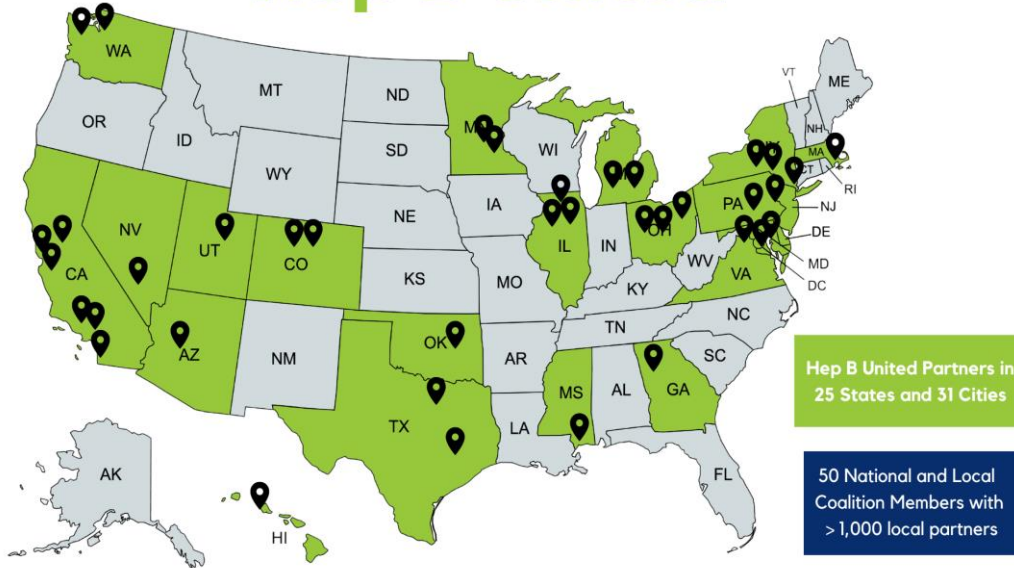 WA
OR
MT
ID
WY
ND
SD
NE
KS
IA
MO
WI
IL
IN
OH
KY
WV
VA
NC
SC
TN
AR
MS
AL
GA
LA
FL
NV
UT
CO
CA
AZ
NM
OK
TX
AK
HI
PA
VT
NH
ME
MA
CT
RI
NJ
DE
MD
DC
Hep B United Partners in
25 States and 31 Cities
50 National and Local
Coalition Members with
> 1,000 local partners